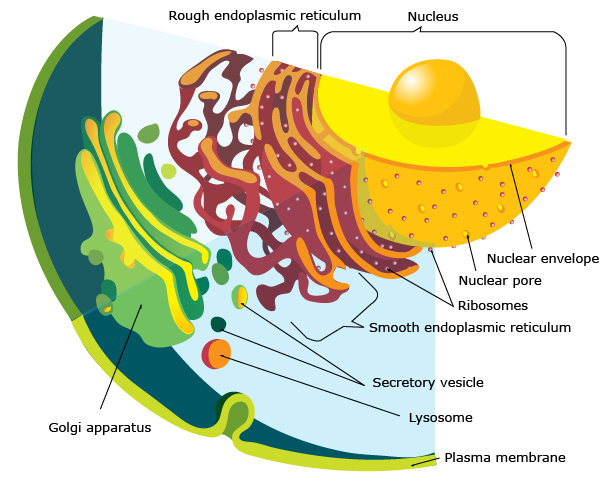 Rough endoplasmic reticulum
Nucleus
Nuclear envelope
Nuclear pore
Ribosomes
Smooth endoplasmic reticulum
Secretory vesicle
Lysosome
Golgi apparatus
Plasma membrane